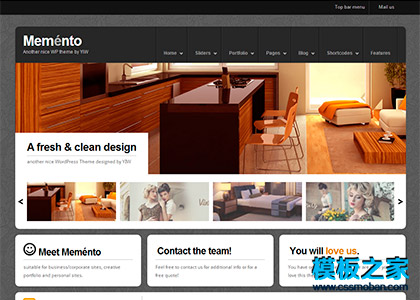 Top bar menu Mail us
Meménto
Another nice WP theme by YIW
Home Sliders Portfolio Pages Blog Shortcodes Features
A fresh & clean design
another nice WordPress Theme designed by YIW
< >
Meet Meménto
suitable for business/corporate sites, creative
portfolio and personal sites.
Contact the team!
Feel free to contact us for additional info or for a
free quote!
You will love us.
You have
love this
模板之家
www.cssmoban.com